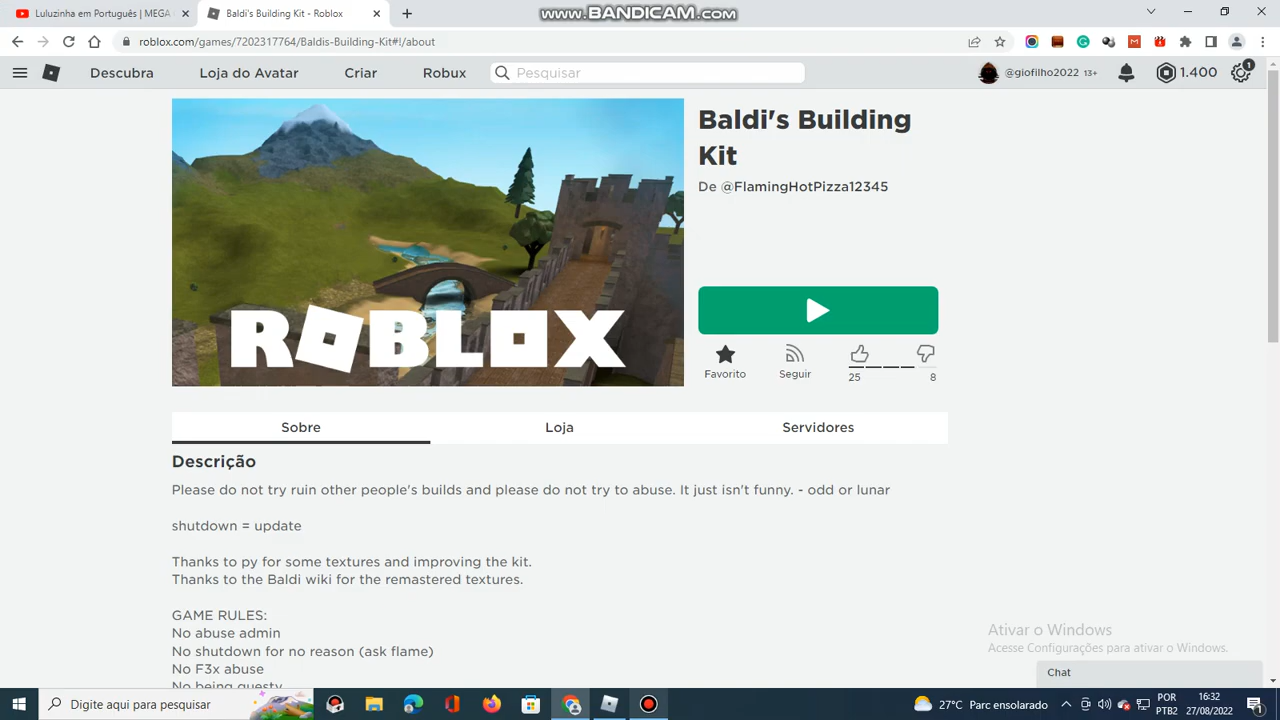 Luluzinha em Português | MEGA
Baldi's Building Kit - Roblox
www.BANDICAM.com
roblox.com/games/7202317764/Baldis-Building-Kit#!/about
Descubra
Loja do Avatar
Criar
Robux
Pesquisar
@giofilho2022 13+
1.400
1
ROBLOX
Baldi's Building
Kit
De @FlamingHotPizza12345
Favorito
Seguir
25
8
Sobre
Loja
Servidores
Descrição
Please do not try ruin other people's builds and please do not try to abuse. It just isn't funny. - odd or lunar
shutdown = update
Thanks to py for some textures and improving the kit.
Thanks to the Baldi wiki for the remastered textures.
GAME RULES:
No abuse admin
No shutdown for no reason (ask flame)
No F3x abuse
No being questy
Ativar o Windows
Acesse Configurações para ativar o Windows.
Chat
Digite aqui para pesquisar
27°C Parc ensolarado
POR
PTB2
16:32
27/08/2022
1